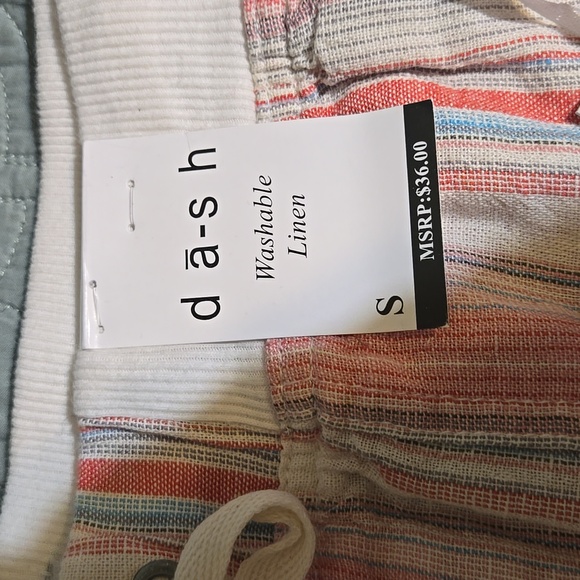 d ā-s h
Washable
Linen
S
MSRP:$36.00